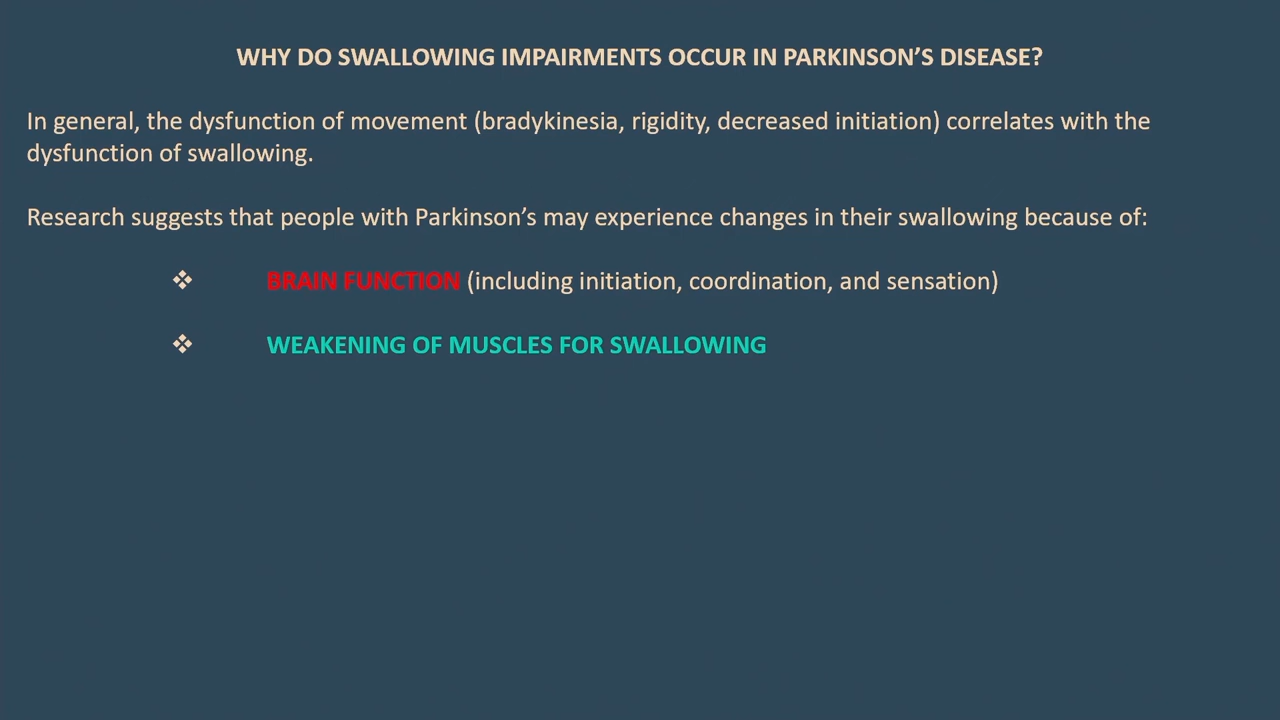 WHY DO SWALLOWING IMPAIRMENTS OCCUR IN PARKINSON’S DISEASE?
In general, the dysfunction of movement (bradykinesia, rigidity, decreased initiation) correlates with the
dysfunction of swallowing.
Research suggests that people with Parkinson’s may experience changes in their swallowing because of:
❖ BRAIN FUNCTION (including initiation, coordination, and sensation)
❖ WEAKENING OF MUSCLES FOR SWALLOWING